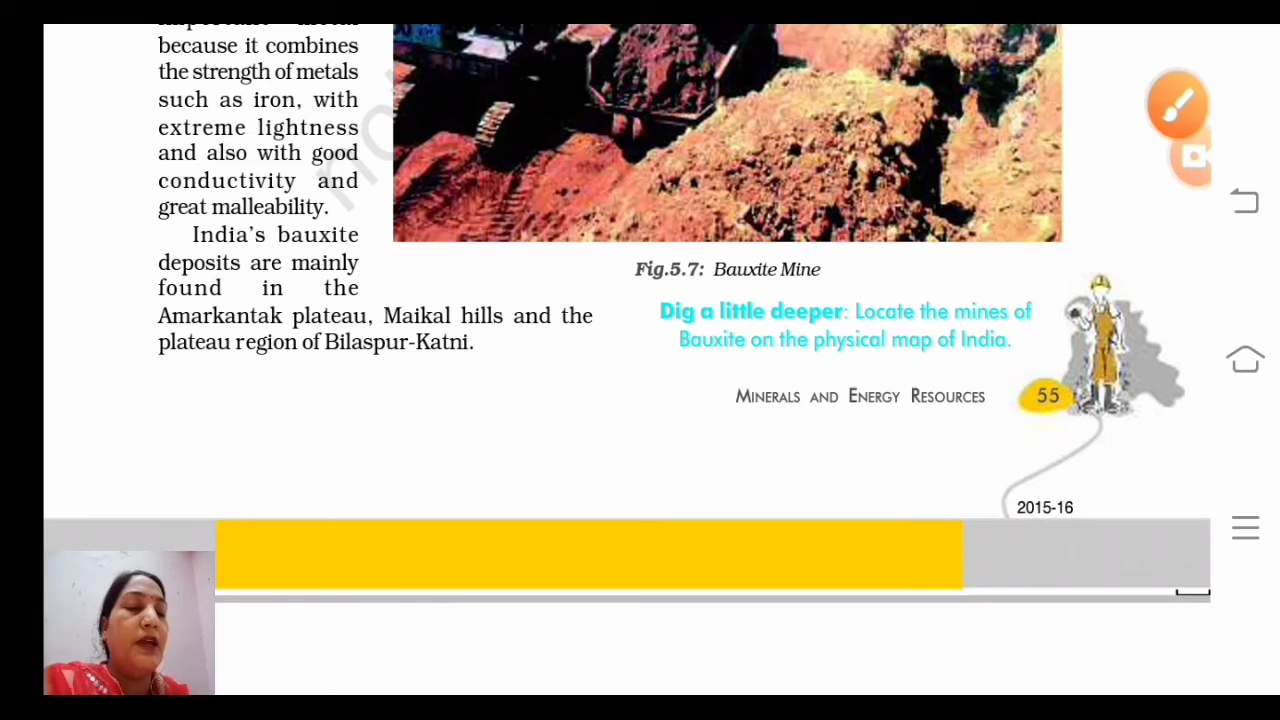 because it combines
the strength of metals
such as iron, with
extreme lightness
and also with good
conductivity and
great malleability.
India's bauxite
deposits are mainly
found in the
Amarkantak plateau, Maikal hills and the
plateau region of Bilaspur-Katni.
Fig.5.7: Bauxite Mine
Dig a little deeper: Locate the mines of
Bauxite on the physical map of India.
MINERALS AND ENERGY RESOURCES 55
2015-16